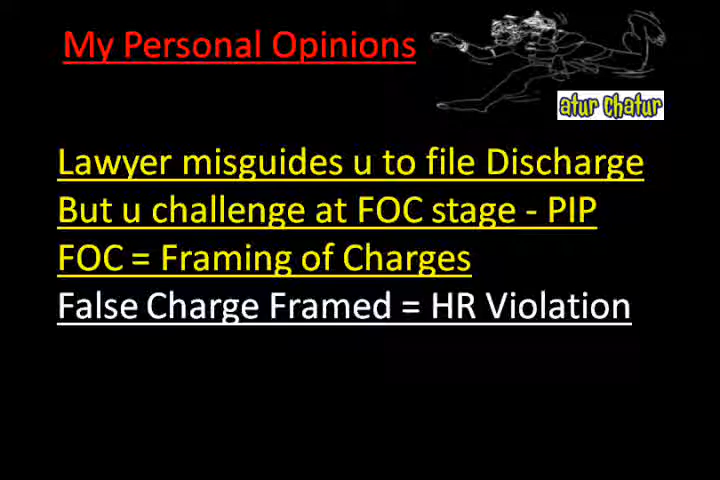 My Personal Opinions
atur chatur
Lawyer misguides u to file Discharge
But u challenge at FOC stage - PIP
FOC = Framing of Charges
False Charge Framed = HR Violation